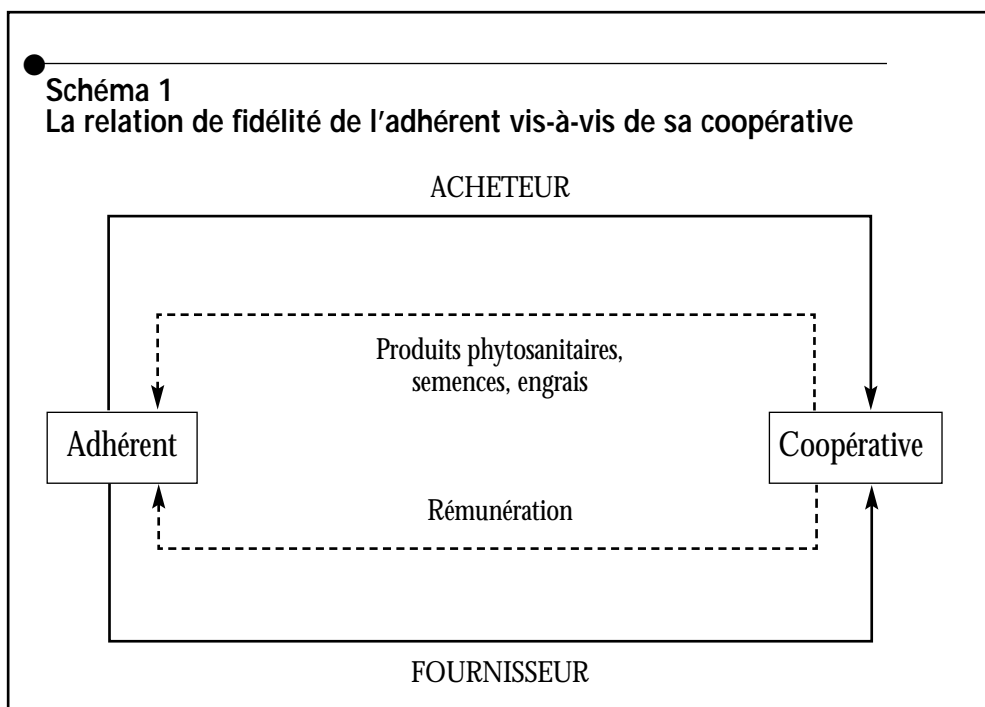 Schéma 1
La relation de fidélité de l'adhérent vis-à-vis de sa coopérative
ACHETEUR
Produits phytosanitaires,
semences, engrais
Adhérent
Coopérative
Rémunération
FOURNISSEUR